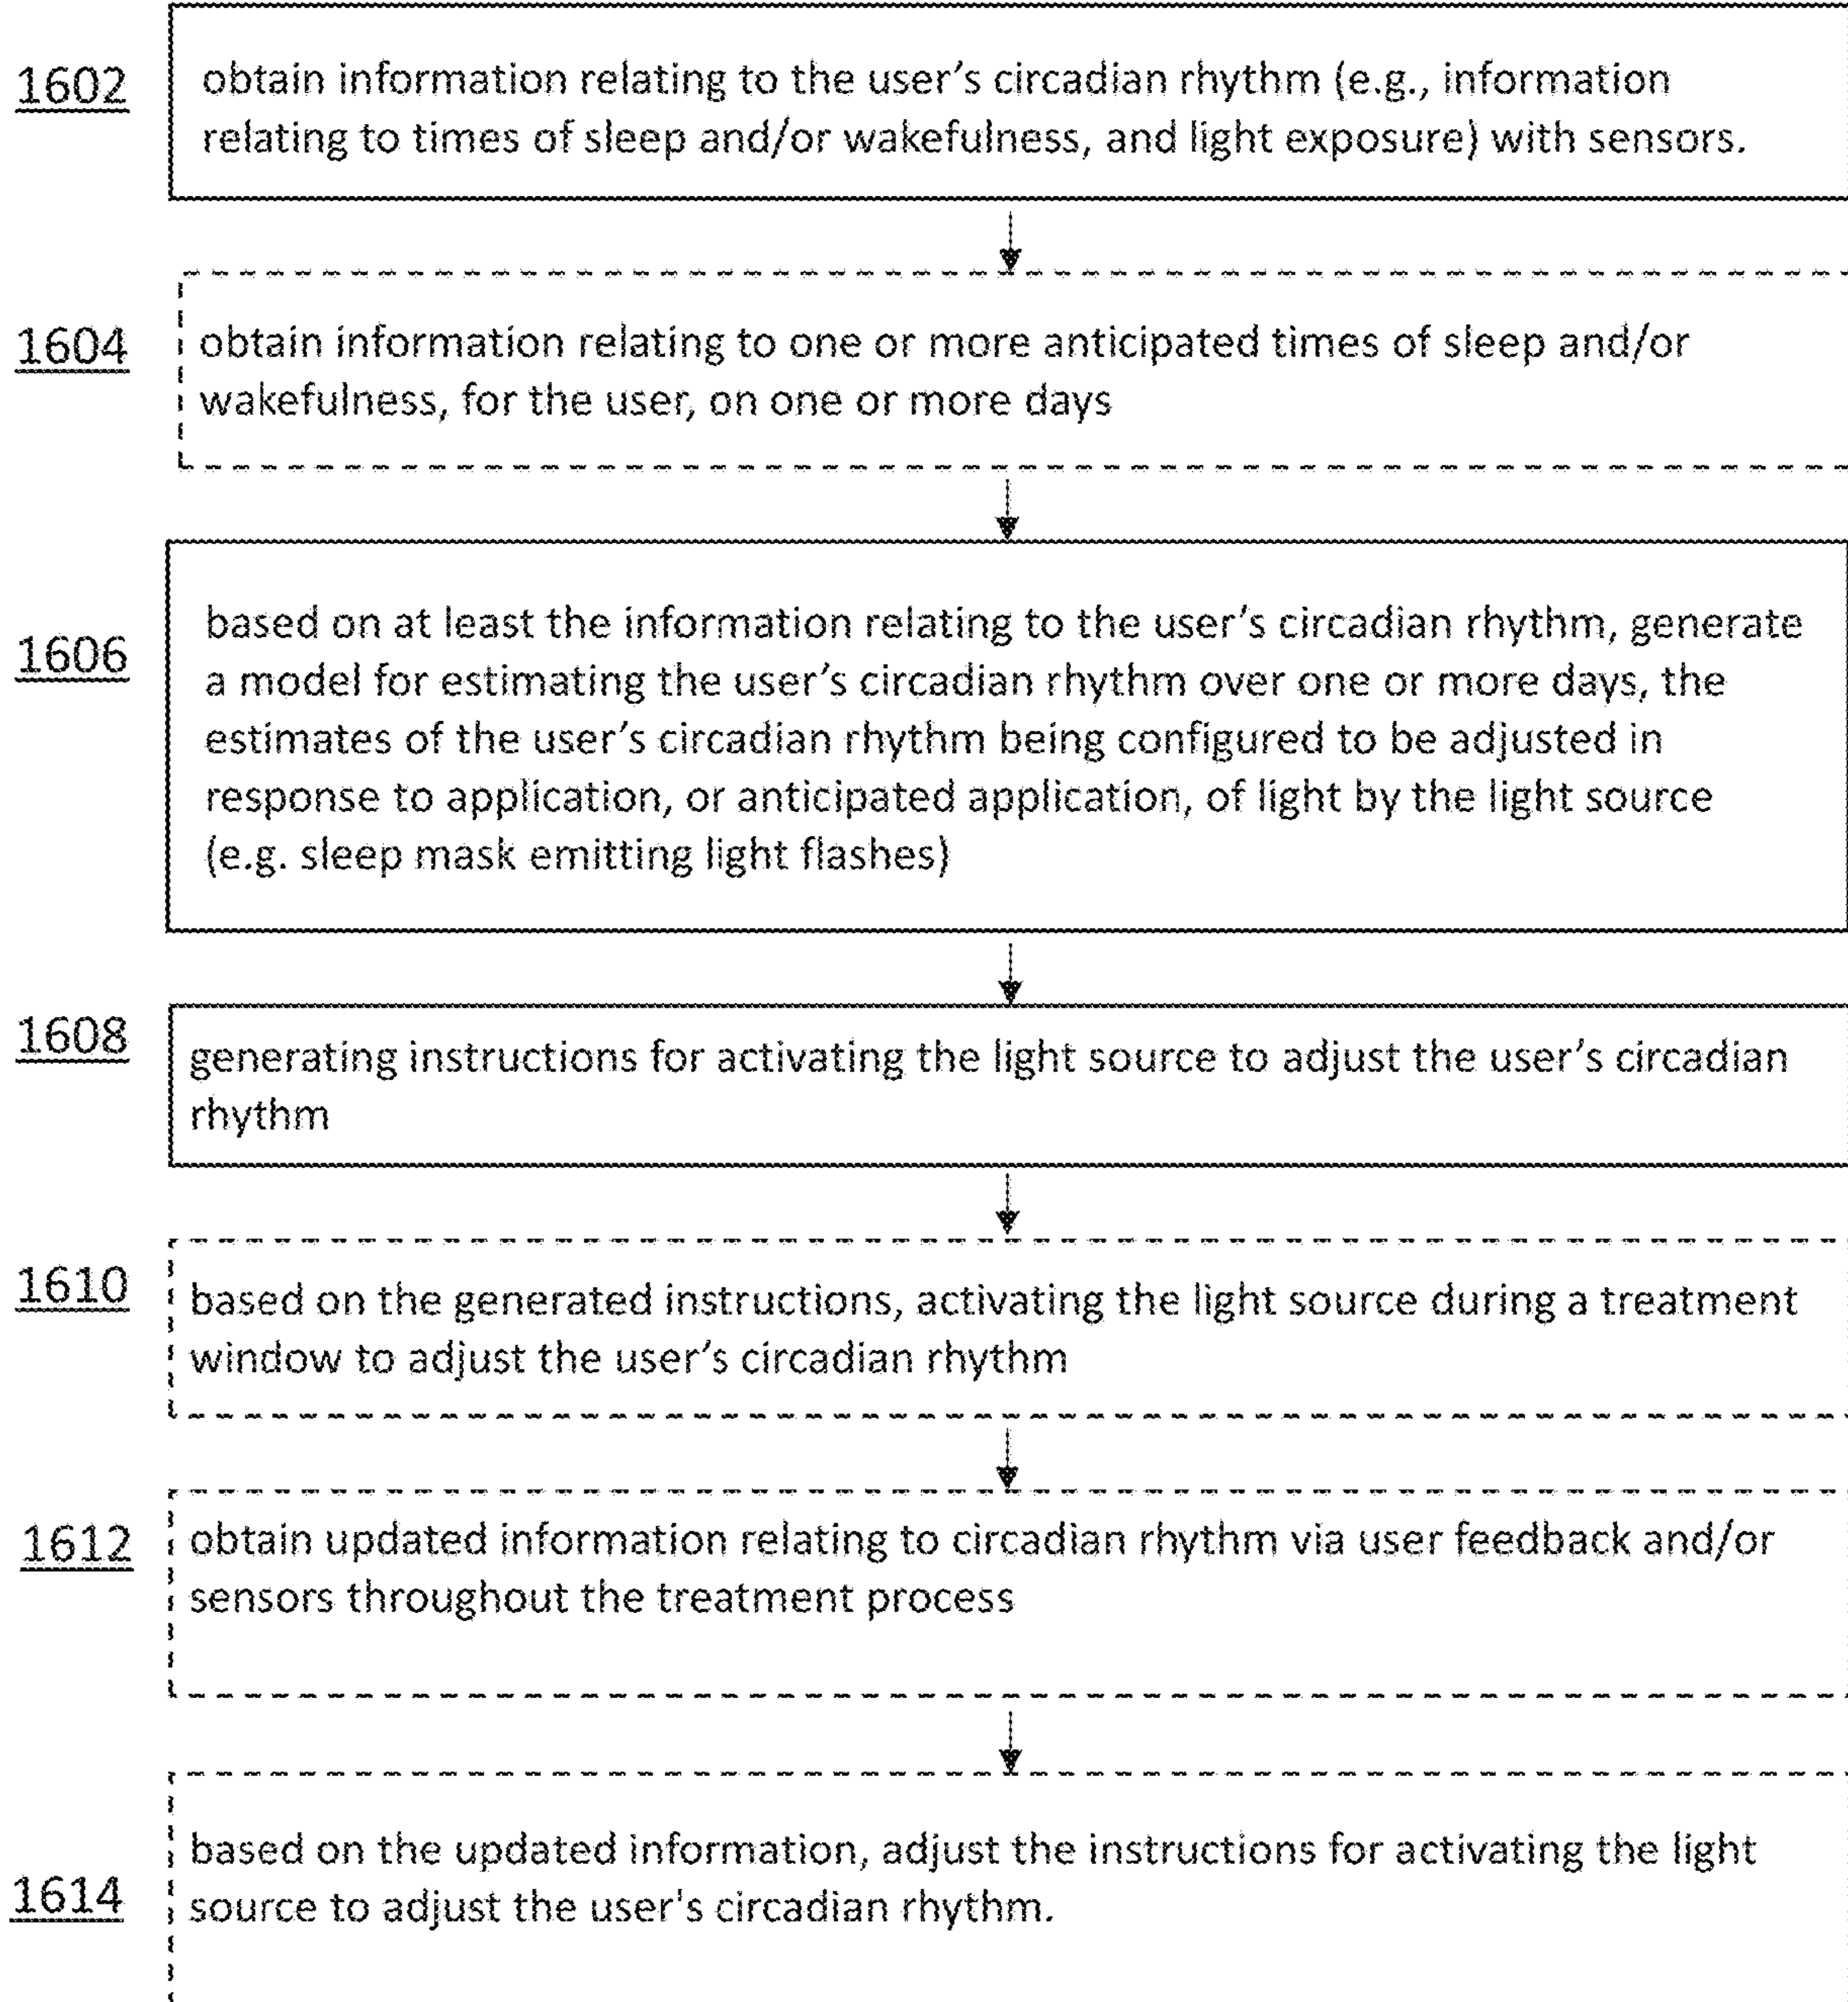 1602
obtain information relating to the user's circadian rhythm (e.g., information
relating to times of sleep and/or wakefulness, and light exposure) with sensors.
1604
obtain information relating to one or more anticipated times of sleep and/or
wakefulness, for the user, on one or more days
1606
based on at least the information relating to the user's circadian rhythm, generate
a model for estimating the user's circadian rhythm over one or more days, the
estimates of the user's circadian rhythm being configured to be adjusted in
response to application, or anticipated application, of light by the light source
(e.g. sleep mask emitting light flashes)
1608
generating instructions for activating the light source to adjust the user's circadian
rhythm
1610
based on the generated instructions, activating the light source during a treatment
window to adjust the user's circadian rhythm
1612
obtain updated information relating to circadian rhythm via user feedback and/or
sensors throughout the treatment process
1614
based on the updated information, adjust the instructions for activating the light
source to adjust the user's circadian rhythm.